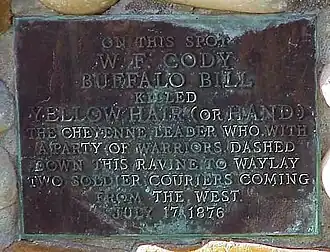 ON THIS SPOT
W. F. CODY
BUFFALO BILL
KILLED
YELLOW HAIR (OR HAND)
THE CHEYENNE LEADER WHO, WITH
A PARTY OF WARRIORS, DASHED
DOWN THIS RAVINE TO WAYLAY
TWO SOLDIER COURIERS COMING
FROM THE WEST.
JULY 17, 1876